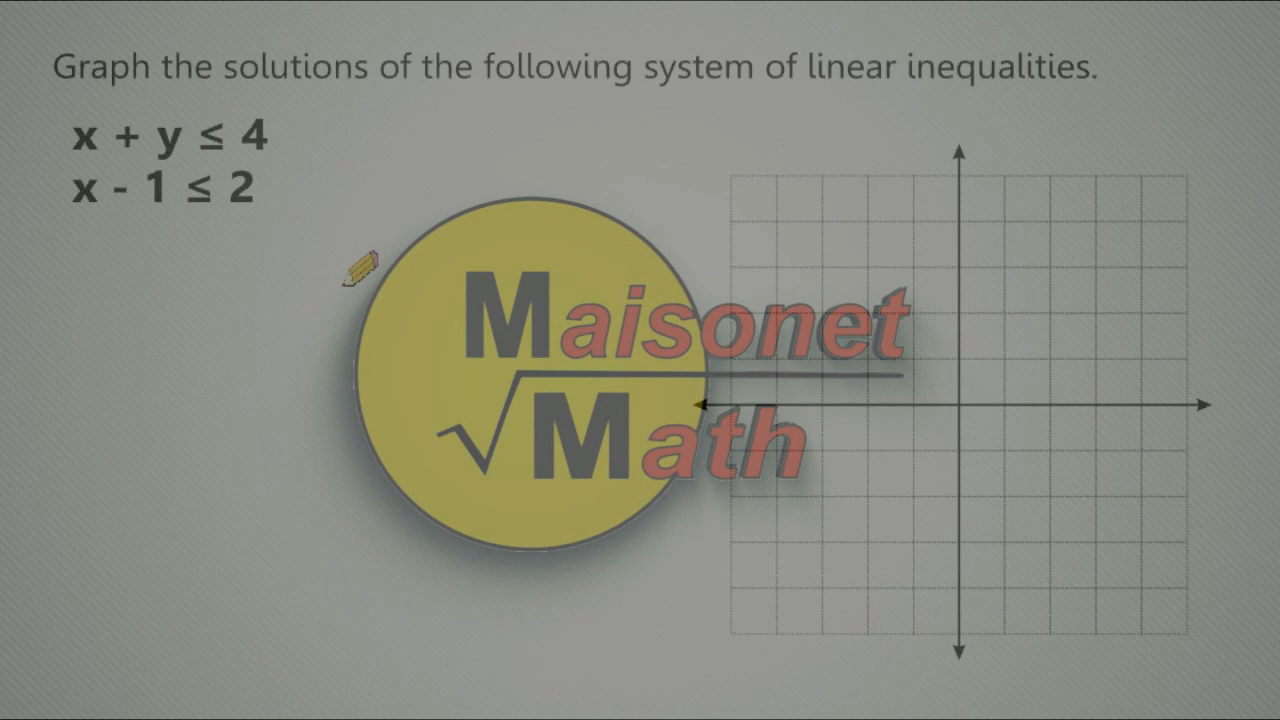 Graph the solutions of the following system of linear inequalities.
x + y ≤ 4
x - 1 ≤ 2
Maisonet
√Math